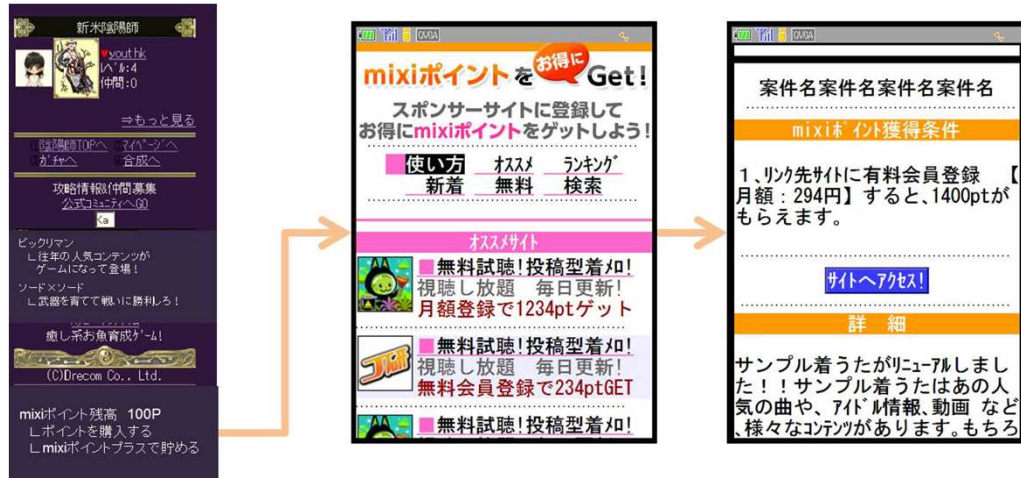 新米陰陽師
♥youthk
ﾚﾍﾞﾙ:4
仲間:0
⇒もっと見る
陰陽師TOPへ ﾏｲﾍﾟｰｼﾞへ
ｶﾞﾁｬへ 合成へ
攻略情報&仲間募集
公式ｺﾐｭﾆﾃｨへGO
ビックリマン
∟往年の人気コンテンツが
ゲームになって登場！
ソード×ソード
∟武器を育てて戦いに勝利しろ！
癒し系お魚育成ｹﾞｰﾑ!
(C)Drecom Co., Ltd.
mixiポイント残高 100P
∟ポイントを購入する
∟mixiポイントプラスで貯める
QVGA
mixiポイントをお得にGet!
スポンサーサイトに登録して
お得にmixiポイントをゲットしよう!
使い方 ｵｽｽﾒ ﾗﾝｷﾝｸﾞ
新着 無料 検索
ｵｽｽﾒｻｲﾄ
■無料試聴!投稿型着ﾒﾛ!
視聴し放題 毎日更新!
月額登録で1234ptゲット
コ研
■無料試聴!投稿型着ﾒﾛ!
視聴し放題 毎日更新!
無料会員登録で234ptGET
■無料試聴!投稿型着ﾒﾛ!
視聴し放題 毎日更新!
QVGA
案件名案件名案件名案件名
mixiﾎﾟｲﾝﾄ獲得条件
１、ﾘﾝｸ先ｻｲﾄに有料会員登録 【
月額：294円】すると、1400ptが
もらえます。
ｻｲﾄへｱｸｾｽ!
詳 細
サンプル着うたがﾘﾆｭｰｱﾙしまし
た！！サンプル着うたはあの人
気の曲や、ｱｲﾄﾞﾙ情報、動画 など
、様々なｺﾝﾃﾝﾂがあります。もちろ